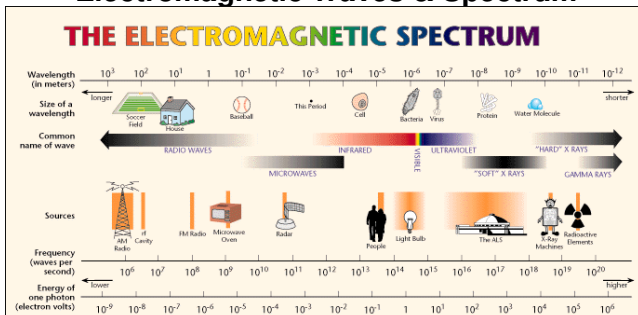 Electromagnetic Waves & Spectrum
THE ELECTROMAGNETIC SPECTRUM
Wavelength (in meters)
10³ 10² 10¹ 1 10⁻¹ 10⁻² 10⁻³ 10⁻⁴ 10⁻⁵ 10⁻⁶ 10⁻⁷ 10⁻⁸ 10⁻⁹ 10⁻¹⁰ 10⁻¹¹ 10⁻¹²
longer shorter
Size of a wavelength
Soccer Field House Baseball This Period Cell Bacteria Virus Protein Water Molecule
Common name of wave
RADIO WAVES INFRARED VISIBLE ULTRAVIOLET "HARD" X RAYS
MICROWAVES "SOFT" X RAYS GAMMA RAYS
Sources
AM Radio rf Cavity FM Radio Microwave Oven Radar People Light Bulb The ALS X-Ray Machines Radioactive Elements
Frequency (waves per second)
10⁶ 10⁷ 10⁸ 10⁹ 10¹⁰ 10¹¹ 10¹² 10¹³ 10¹⁴ 10¹⁵ 10¹⁶ 10¹⁷ 10¹⁸ 10¹⁹ 10²⁰
lower higher
Energy of one photon (electron volts)
10⁻⁹ 10⁻⁸ 10⁻⁷ 10⁻⁶ 10⁻⁵ 10⁻⁴ 10⁻³ 10⁻² 10⁻¹ 1 10¹ 10² 10³ 10⁴ 10⁵ 10⁶